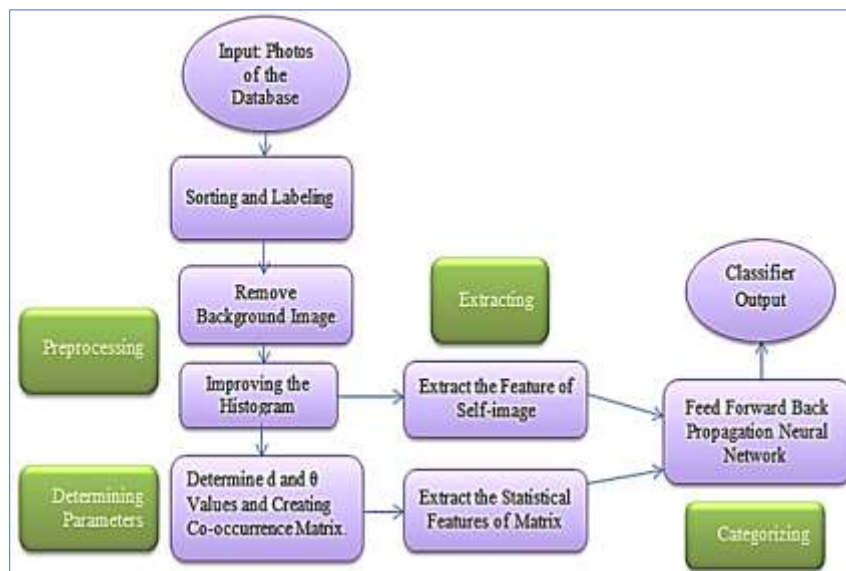 Input: Photos
of the
Database
Sorting and Labeling
Remove
Background Image
Extracting
Classifier
Output
Preprocessing
Improving the
Histogram
Extract the Feature of
Self-image
Feed Forward Back
Propagation Neural
Network
Determining
Parameters
Determine d and θ
Values and Creating
Co-occurrence Matrix.
Extract the Statistical
Features of Matrix
Categorizing